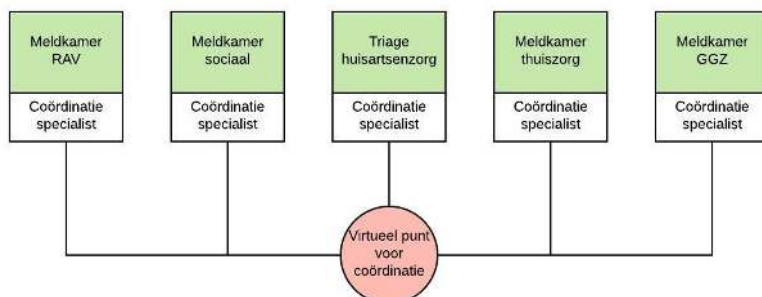 Meldkamer
RAV
Coördinatie
specialist
Meldkamer
sociaal
Coördinatie
specialist
Triage
huisartsenzorg
Coördinatie
specialist
Meldkamer
thuiszorg
Coördinatie
specialist
Meldkamer
GGZ
Coördinatie
specialist
Virtueel punt
voor
coördinatie